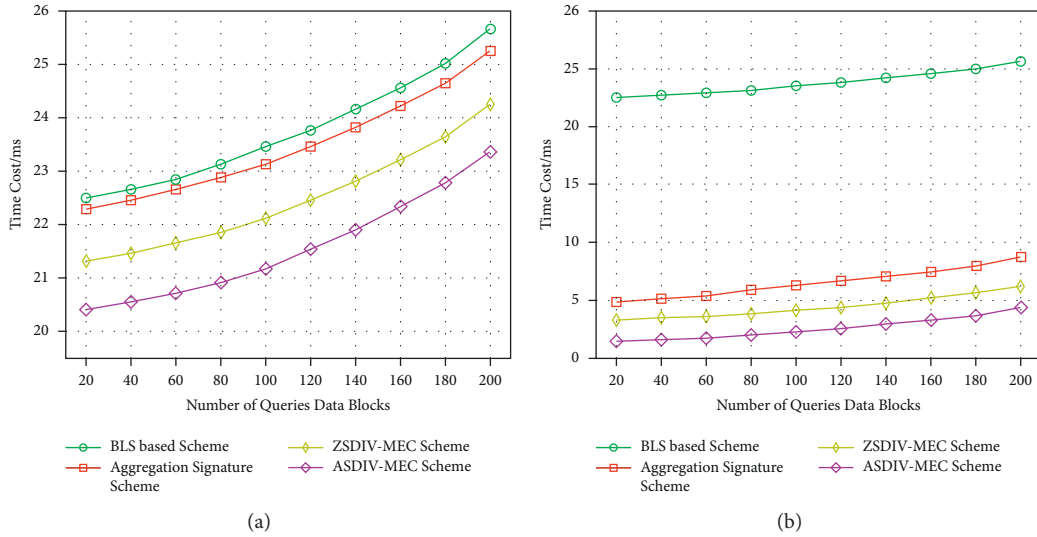 26
25
24
23
22
21
20
Time Cost/ms
20 40 60 80 100 120 140 160 180 200
Number of Queries Data Blocks
BLS based Scheme
Aggregation Signature
Scheme
ZSDIV-MEC Scheme
ASDIV-MEC Scheme
(a)
26
25
20
15
10
5
0
Time Cost/ms
20 40 60 80 100 120 140 160 180 200
Number of Queries Data Blocks
BLS based Scheme
Aggregation Signature
Scheme
ZSDIV-MEC Scheme
ASDIV-MEC Scheme
(b)